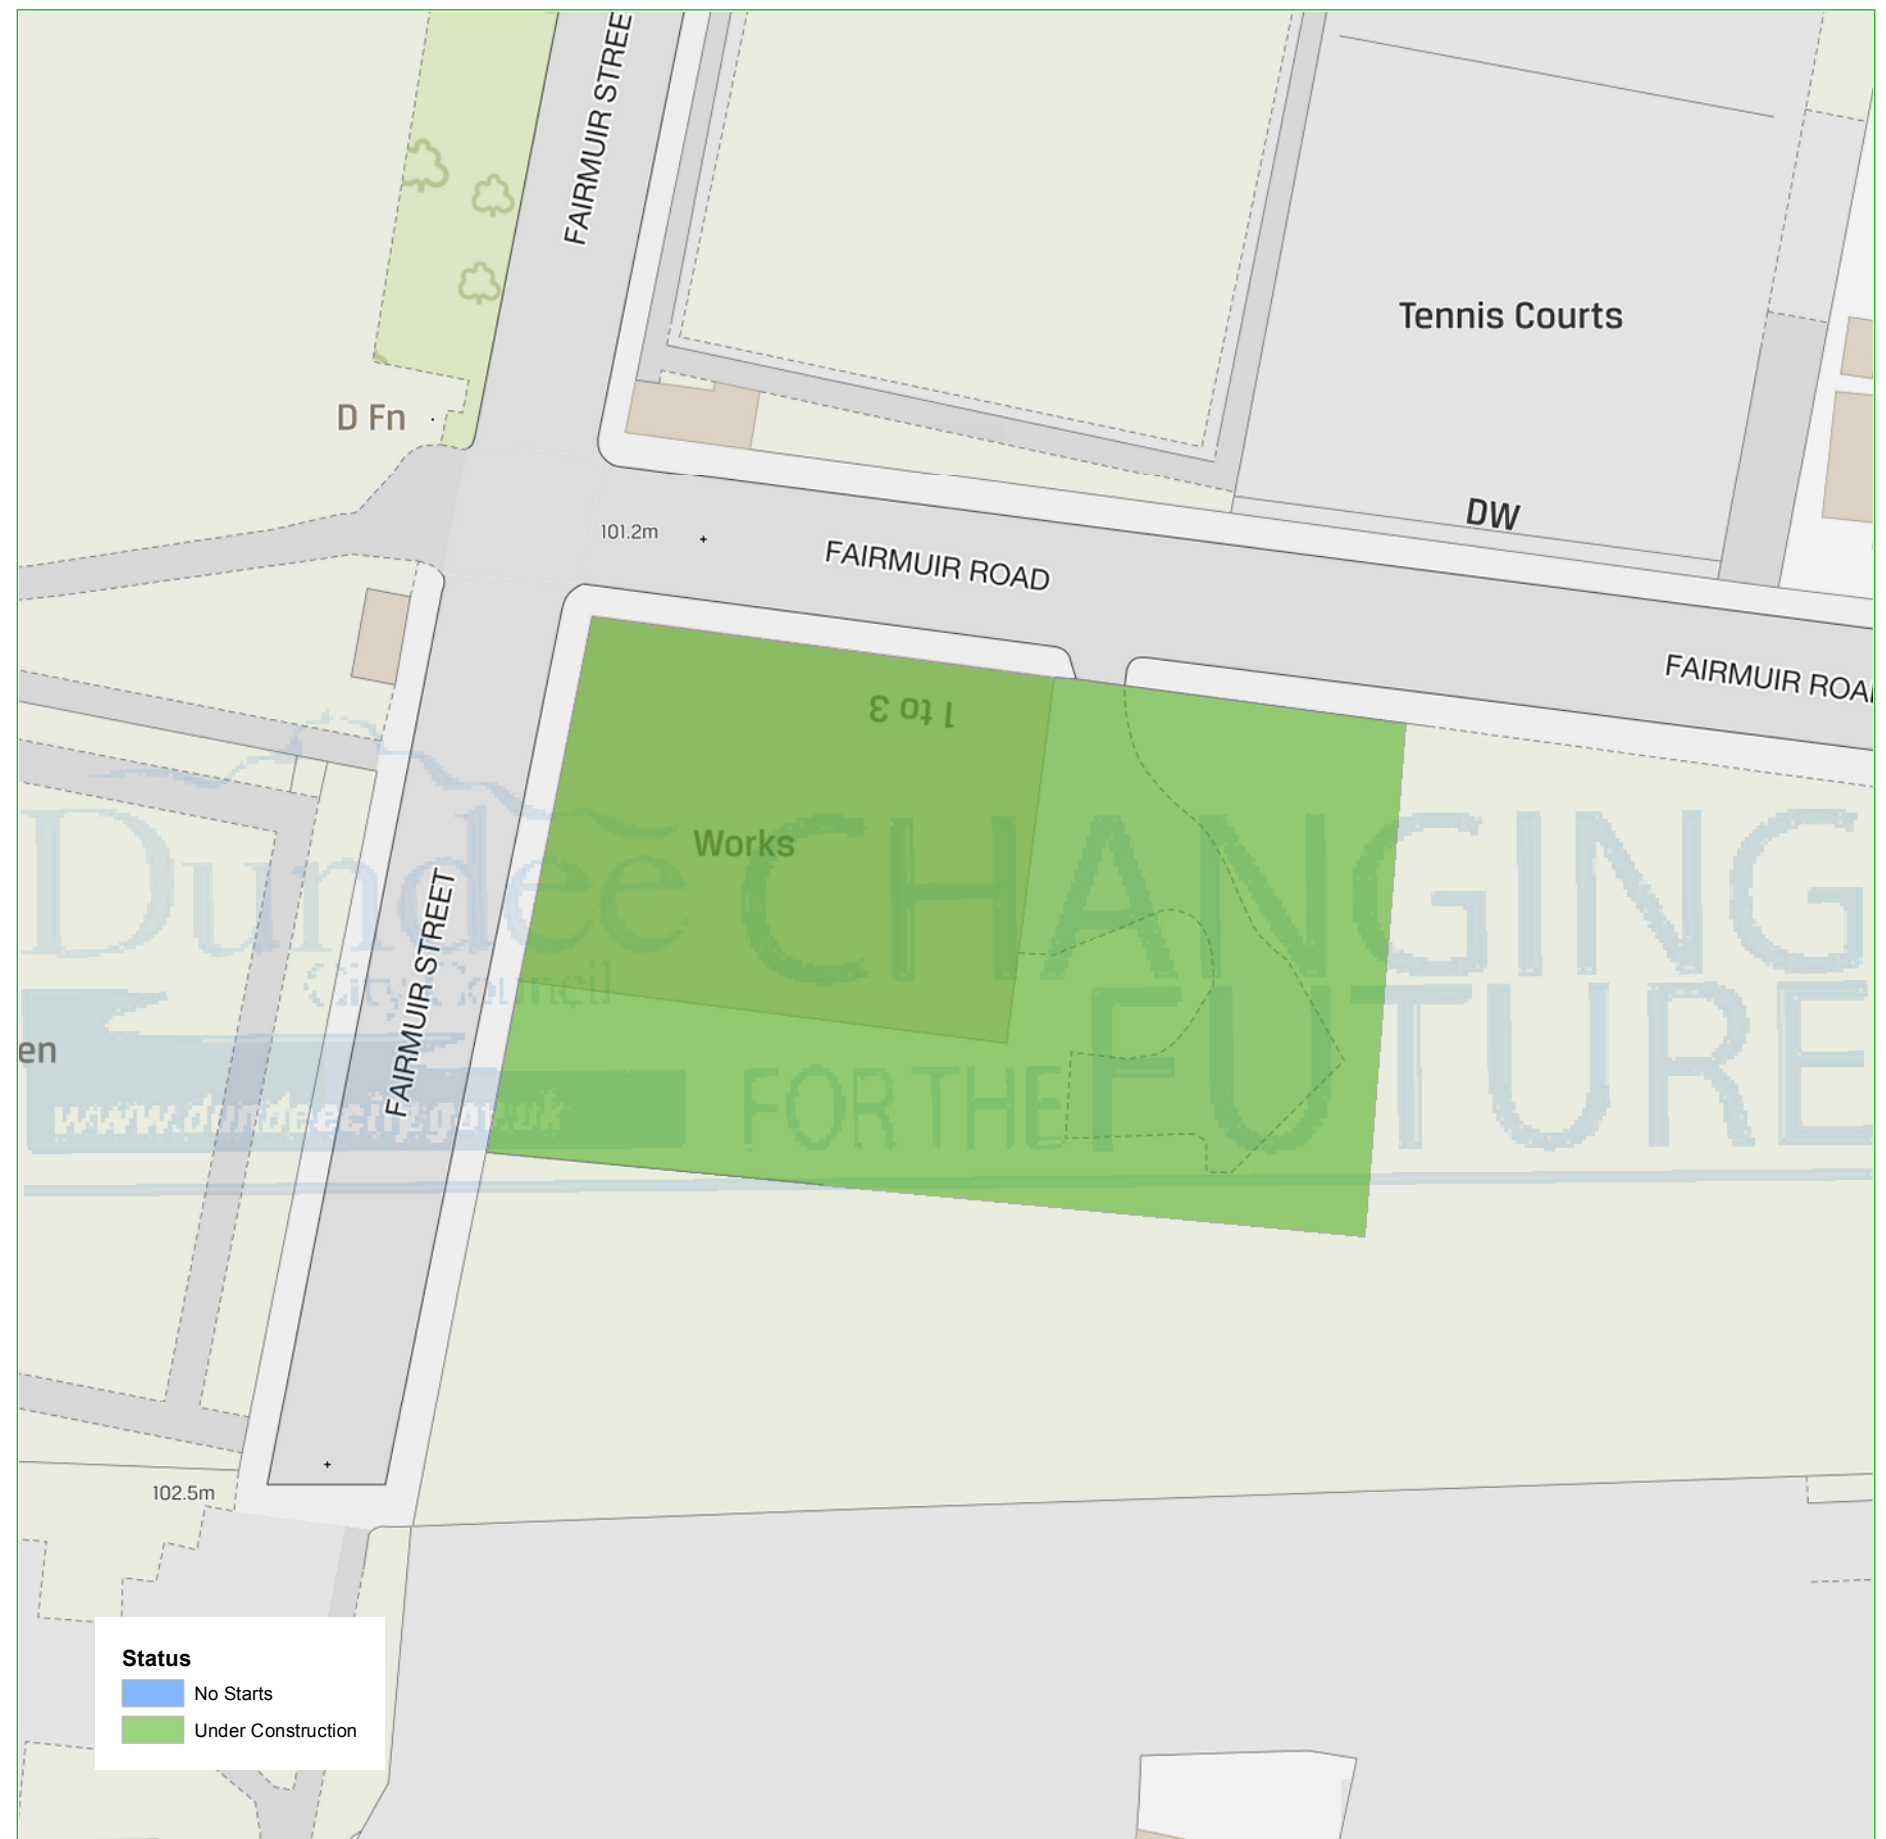 FAIRMUIR STREE
Tennis Courts
D Fn
DW
101.2m
FAIRMUIR ROAD
FAIRMUIR ROA
1 to 3
Works
Dundee
City Council
CHANGING
FOR THE FUTURE
www.dundeecity.gov.uk
FAIRMUIR STREET
en
102.5m
Status
No Starts
Under Construction